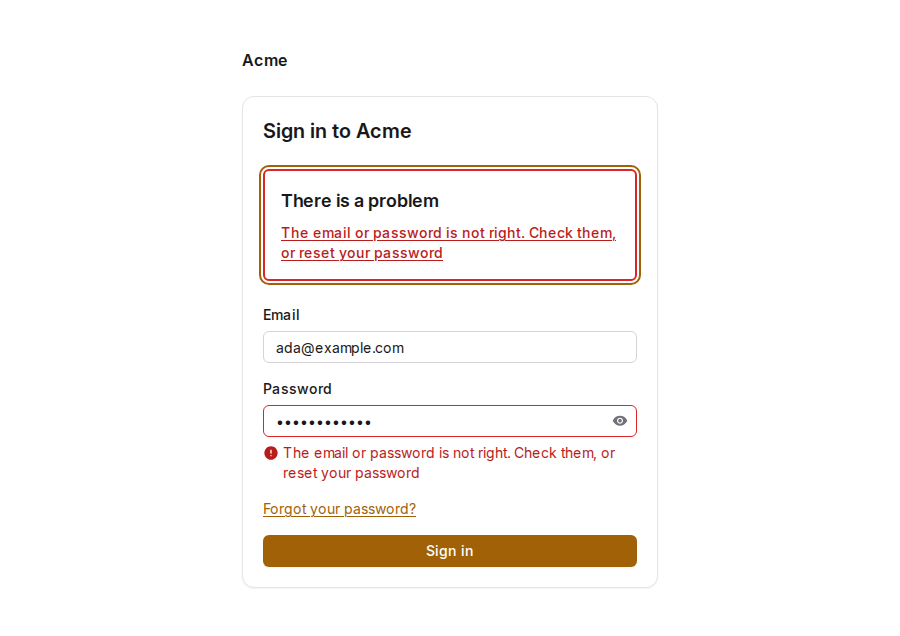 Acme
Sign in to Acme
There is a problem
The email or password is not right. Check them,
or reset your password
Email
ada@example.com
Password
••••••••••••
The email or password is not right. Check them, or
reset your password
Forgot your password?
Sign in